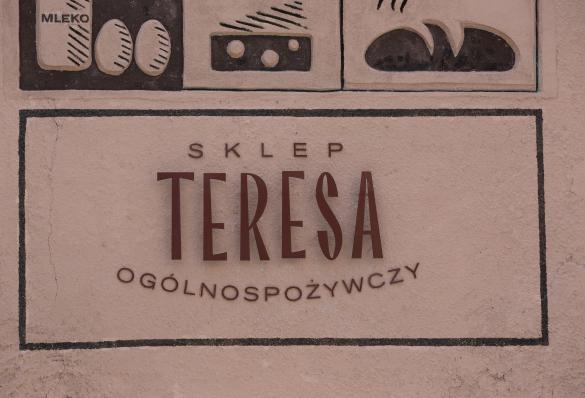 MLEKO
SKLEP
TERESA
OGÓLNOSPOŻYWCZY